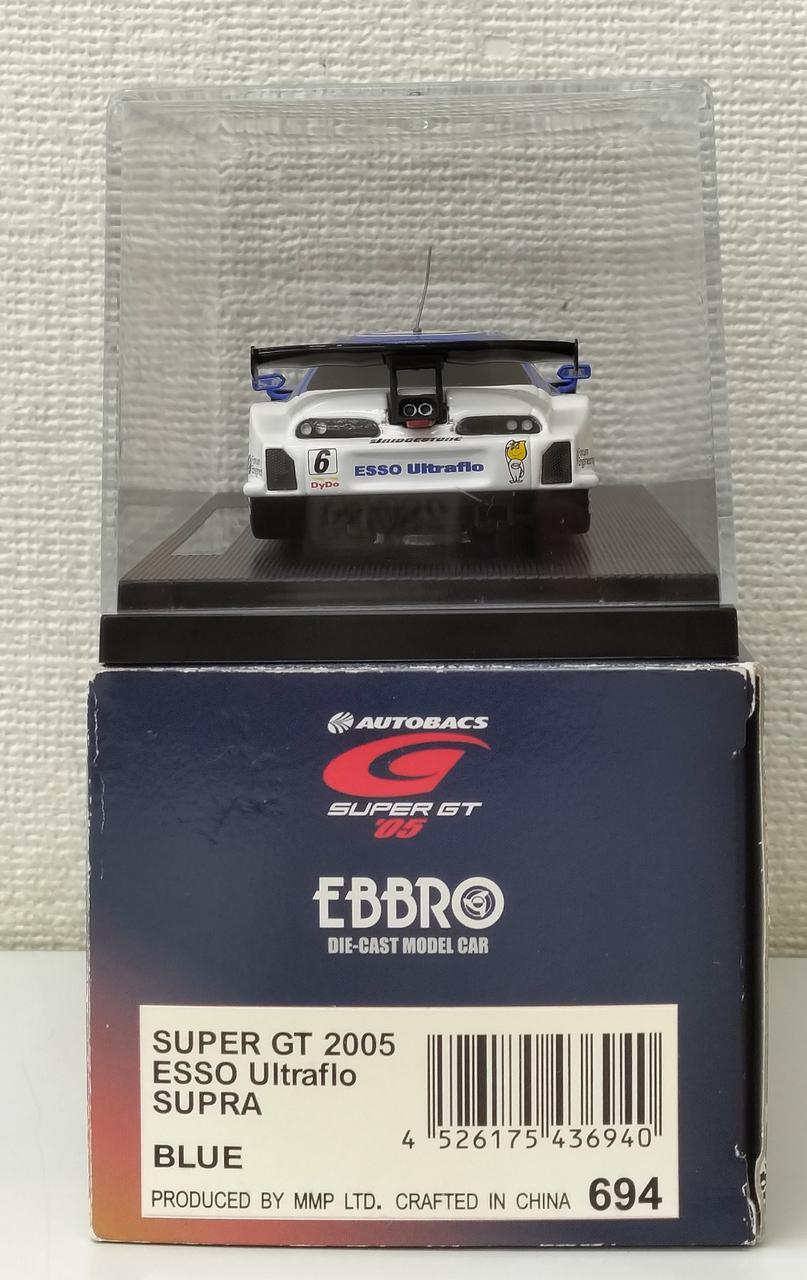 BRIDGESTONE
6
ESSO Ultraflo
DyDo
AUTOBACS
SUPER GT
'05
EBBRO
DIE-CAST MODEL CAR
SUPER GT 2005
ESSO Ultraflo
SUPRA
BLUE
4 526175 436940
PRODUCED BY MMP LTD. CRAFTED IN CHINA 694